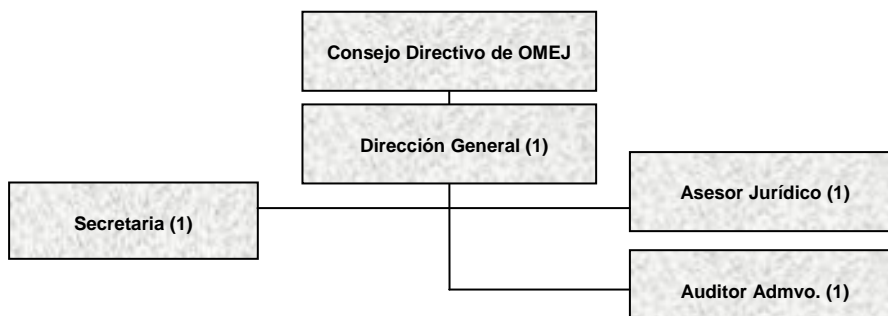 Consejo Directivo de OMEJ
Dirección General (1)
Asesor Jurídico (1)
Secretaria (1)
Auditor Admvo. (1)